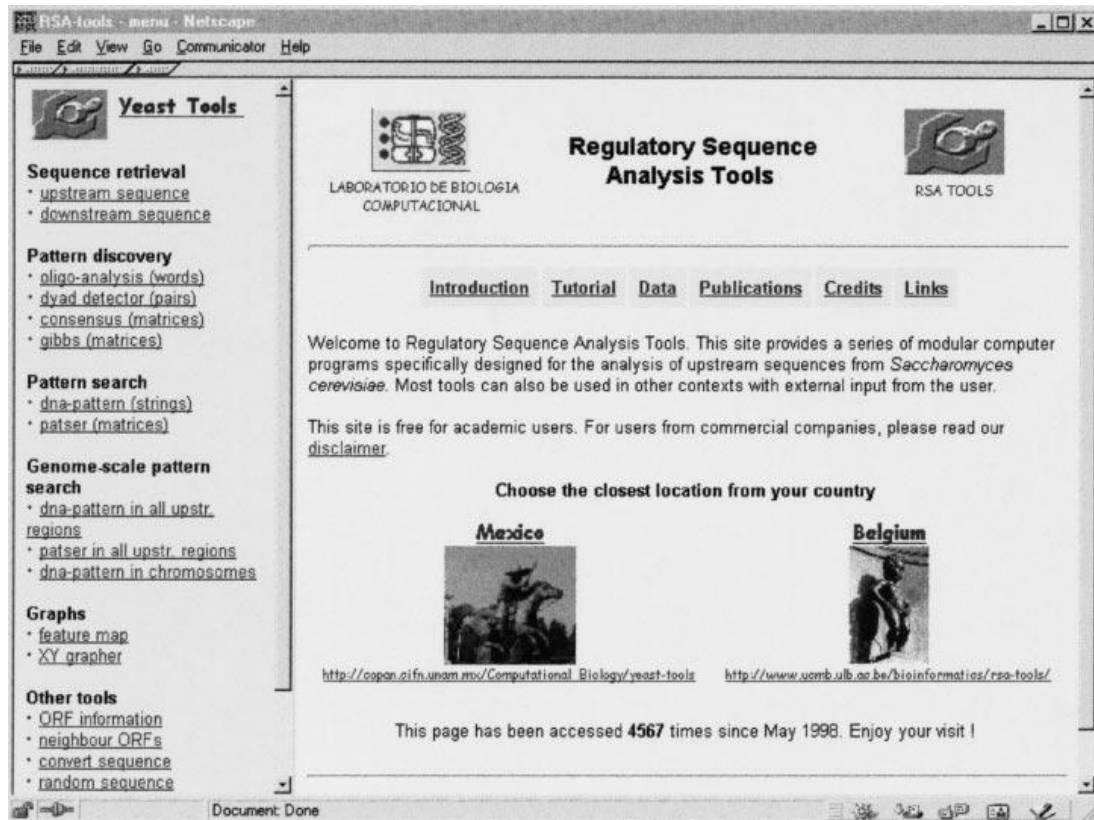 RSA-tools - menu - Netscape
File Edit View Go Communicator Help
Yeast Tools
Sequence retrieval
· upstream sequence
· downstream sequence
Pattern discovery
· oligo-analysis (words)
· dyad detector (pairs)
· consensus (matrices)
· gibbs (matrices)
Pattern search
· dna-pattern (strings)
· patser (matrices)
Genome-scale pattern
search
· dna-pattern in all upstr.
regions
· patser in all upstr. regions
· dna-pattern in chromosomes
Graphs
· feature map
· XY grapher
Other tools
· ORF information
· neighbour ORFs
· convert sequence
· random sequence
LABORATORIO DE BIOLOGIA
COMPUTACIONAL
Regulatory Sequence
Analysis Tools
RSA TOOLS
Introduction Tutorial Data Publications Credits Links
Welcome to Regulatory Sequence Analysis Tools. This site provides a series of modular computer
programs specifically designed for the analysis of upstream sequences from Saccharomyces
cerevisiae. Most tools can also be used in other contexts with external input from the user.
This site is free for academic users. For users from commercial companies, please read our
disclaimer.
Choose the closest location from your country
Mexico
Belgium
http://copan.cifn.unam.mx/Computational_Biology/yeast-tools
http://www.ucmb.ulb.ac.be/bioinformatics/rsa-tools/
This page has been accessed 4567 times since May 1998. Enjoy your visit !
Document: Done